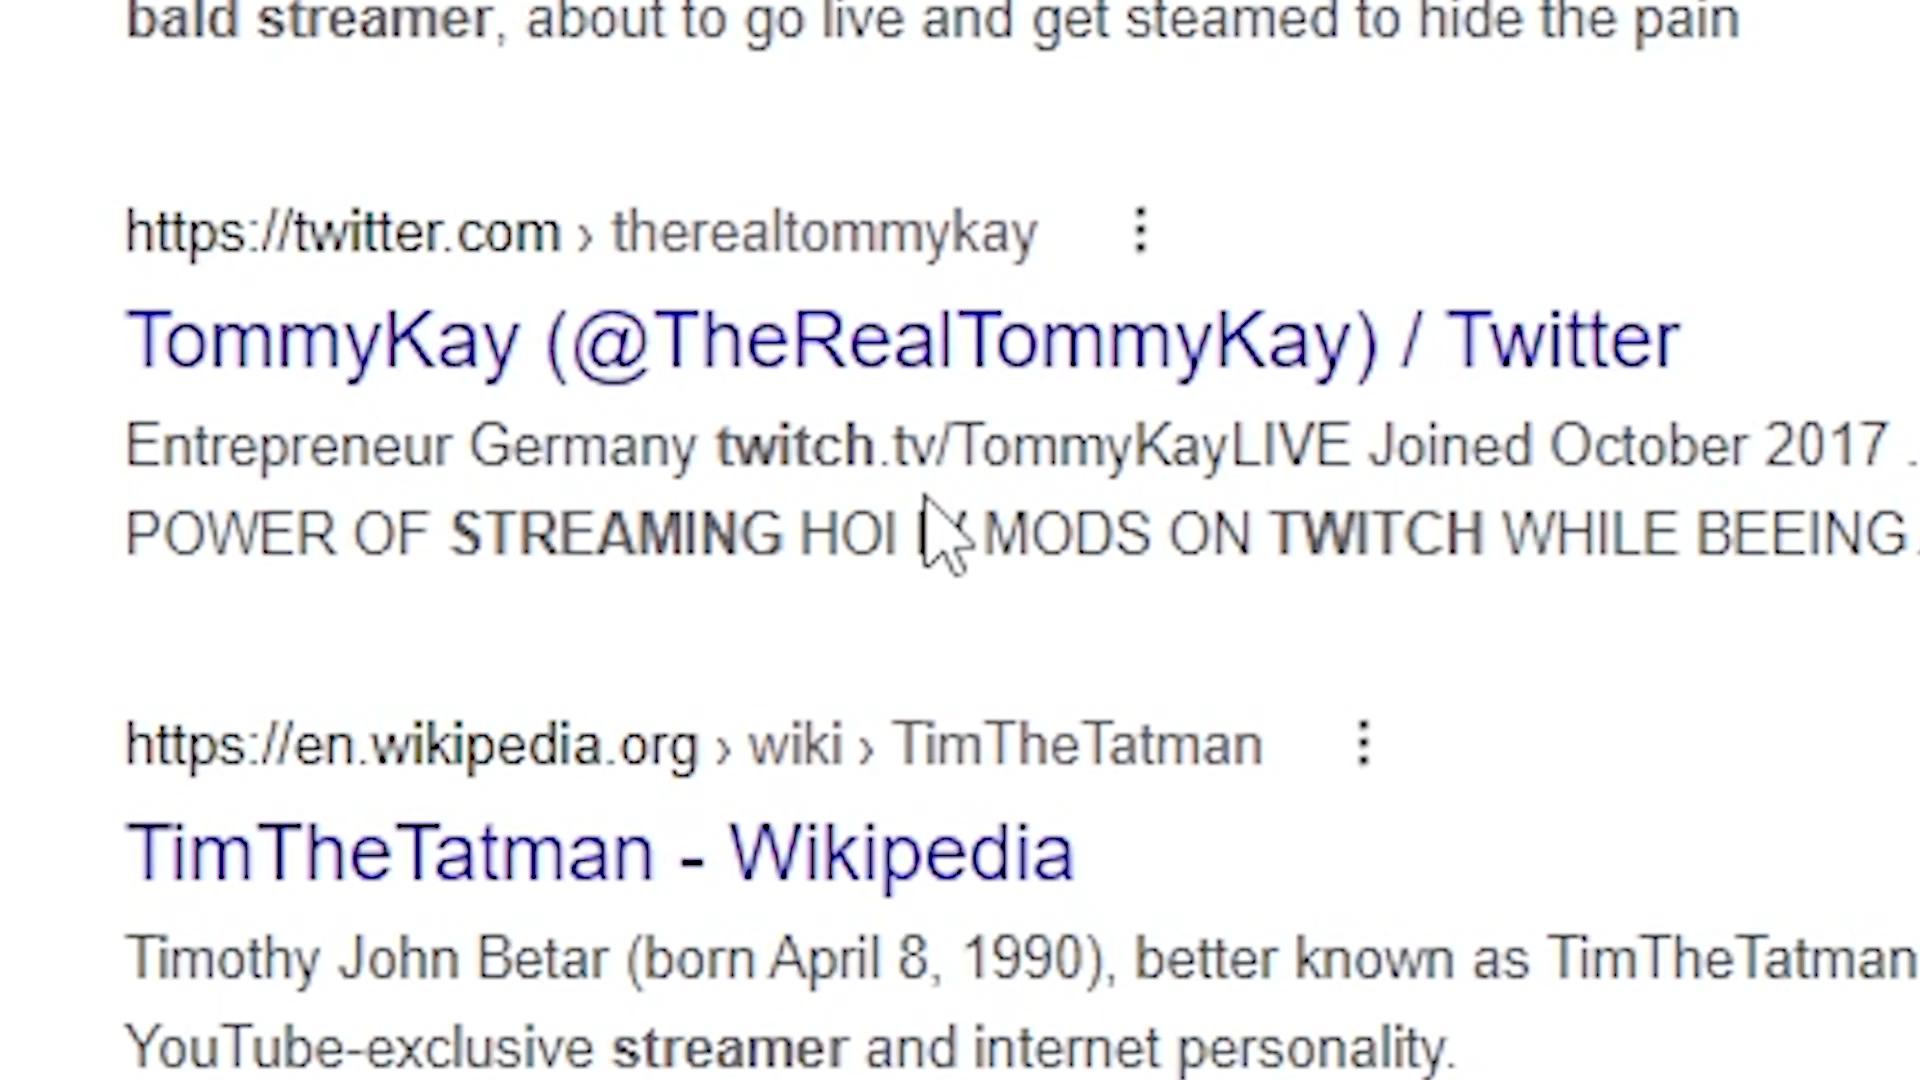 bald streamer, about to go live and get steamed to hide the pain
https://twitter.com › therealtommykay
TommyKay (@TheRealTommyKay) / Twitter
Entrepreneur Germany twitch.tv/TommyKayLIVE Joined October 2017 .
POWER OF STREAMING HOI MODS ON TWITCH WHILE BEEING
https://en.wikipedia.org › wiki › TimTheTatman
TimTheTatman - Wikipedia
Timothy John Betar (born April 8, 1990), better known as TimTheTatman
YouTube-exclusive streamer and internet personality.